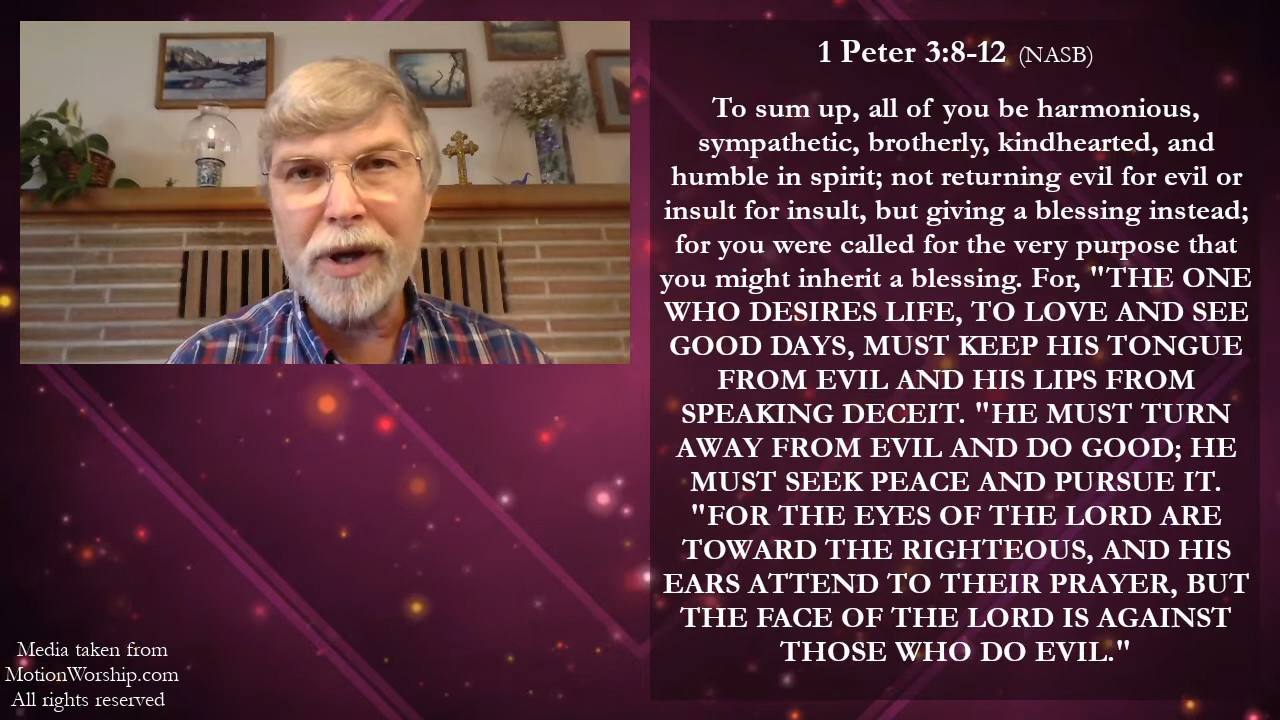 1 Peter 3:8-12 (NASB)
To sum up, all of you be harmonious,
sympathetic, brotherly, kindhearted, and
humble in spirit; not returning evil for evil or
insult for insult, but giving a blessing instead;
for you were called for the very purpose that
you might inherit a blessing. For, "THE ONE
WHO DESIRES LIFE, TO LOVE AND SEE
GOOD DAYS, MUST KEEP HIS TONGUE
FROM EVIL AND HIS LIPS FROM
SPEAKING DECEIT. "HE MUST TURN
AWAY FROM EVIL AND DO GOOD; HE
MUST SEEK PEACE AND PURSUE IT.
"FOR THE EYES OF THE LORD ARE
TOWARD THE RIGHTEOUS, AND HIS
EARS ATTEND TO THEIR PRAYER, BUT
THE FACE OF THE LORD IS AGAINST
THOSE WHO DO EVIL."
Media taken from
MotionWorship.com
All rights reserved